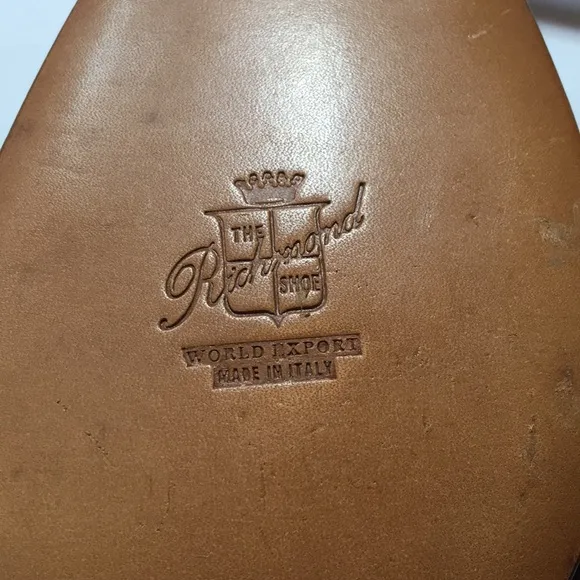 THE
Richmond
SHOE
WORLD EXPORT
MADE IN ITALY